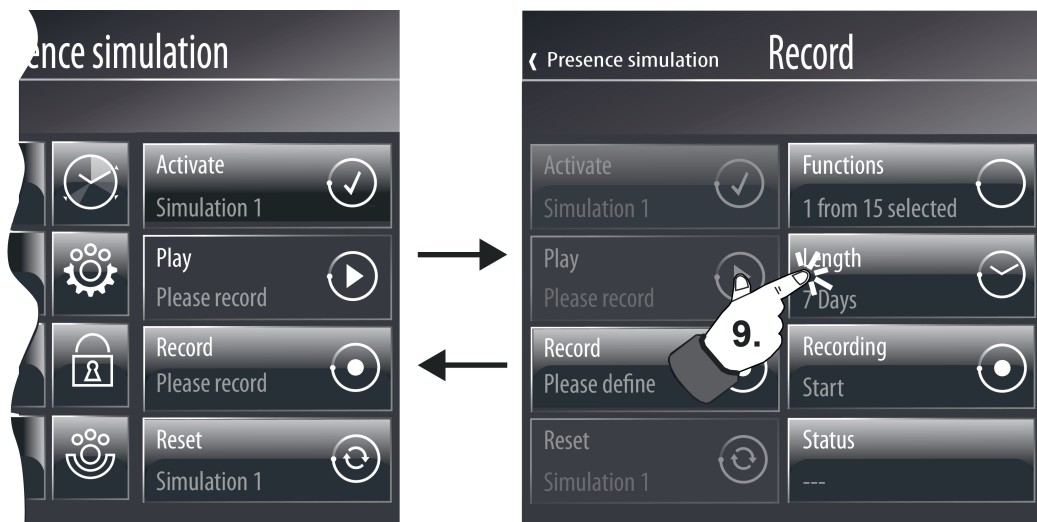 ence simulation
Activate
Simulation 1
Play
Please record
Record
Please record
Reset
Simulation 1
❰ Presence simulation
Record
Activate
Simulation 1
Play
Please record
Record
Please define
Reset
Simulation 1
Functions
1 from 15 selected
Length
7 Days
Recording
Start
Status
---
9.